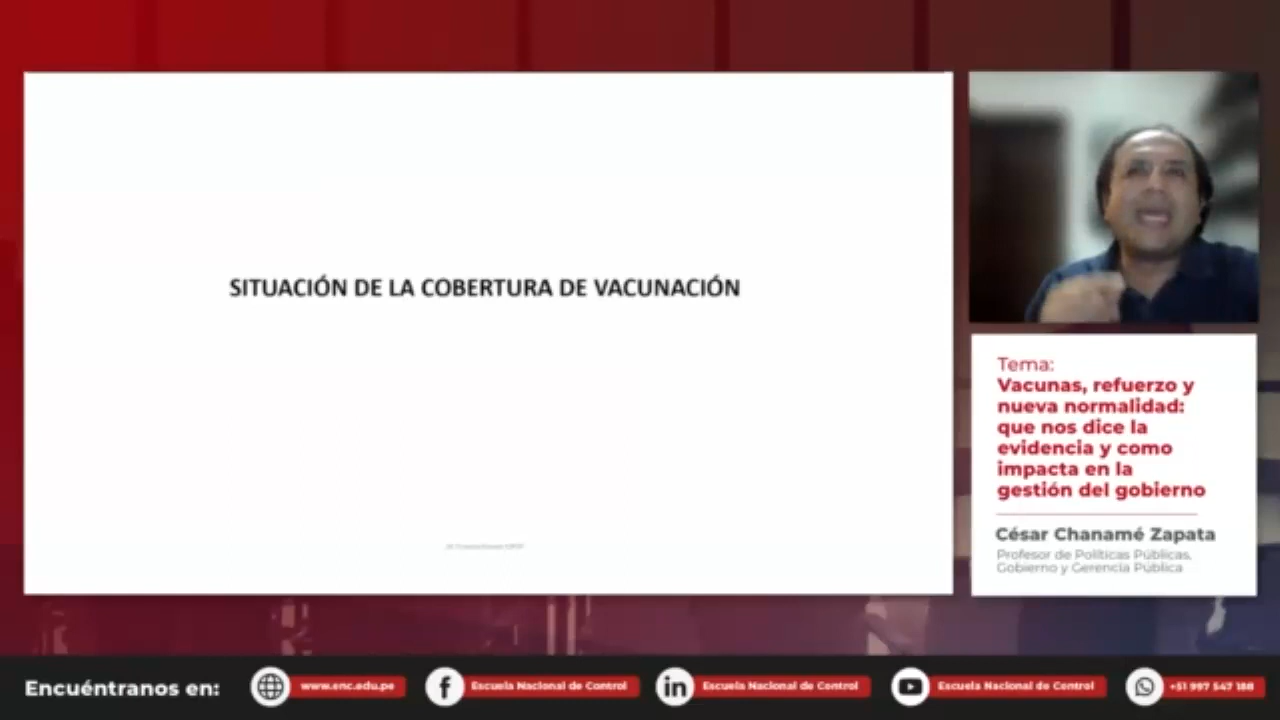 SITUACIÓN DE LA COBERTURA DE VACUNACIÓN
Tema:
Vacunas, refuerzo y
nueva normalidad:
que nos dice la
evidencia y como
impacta en la
gestión del gobierno
César Chanamé Zapata
Profesor de Políticas Públicas,
Gobierno y Gerencia Pública
Encuéntranos en:
www.enc.edu.pe
Escuela Nacional de Control
Escuela Nacional de Control
Escuela Nacional de Control
+51 997 547 188